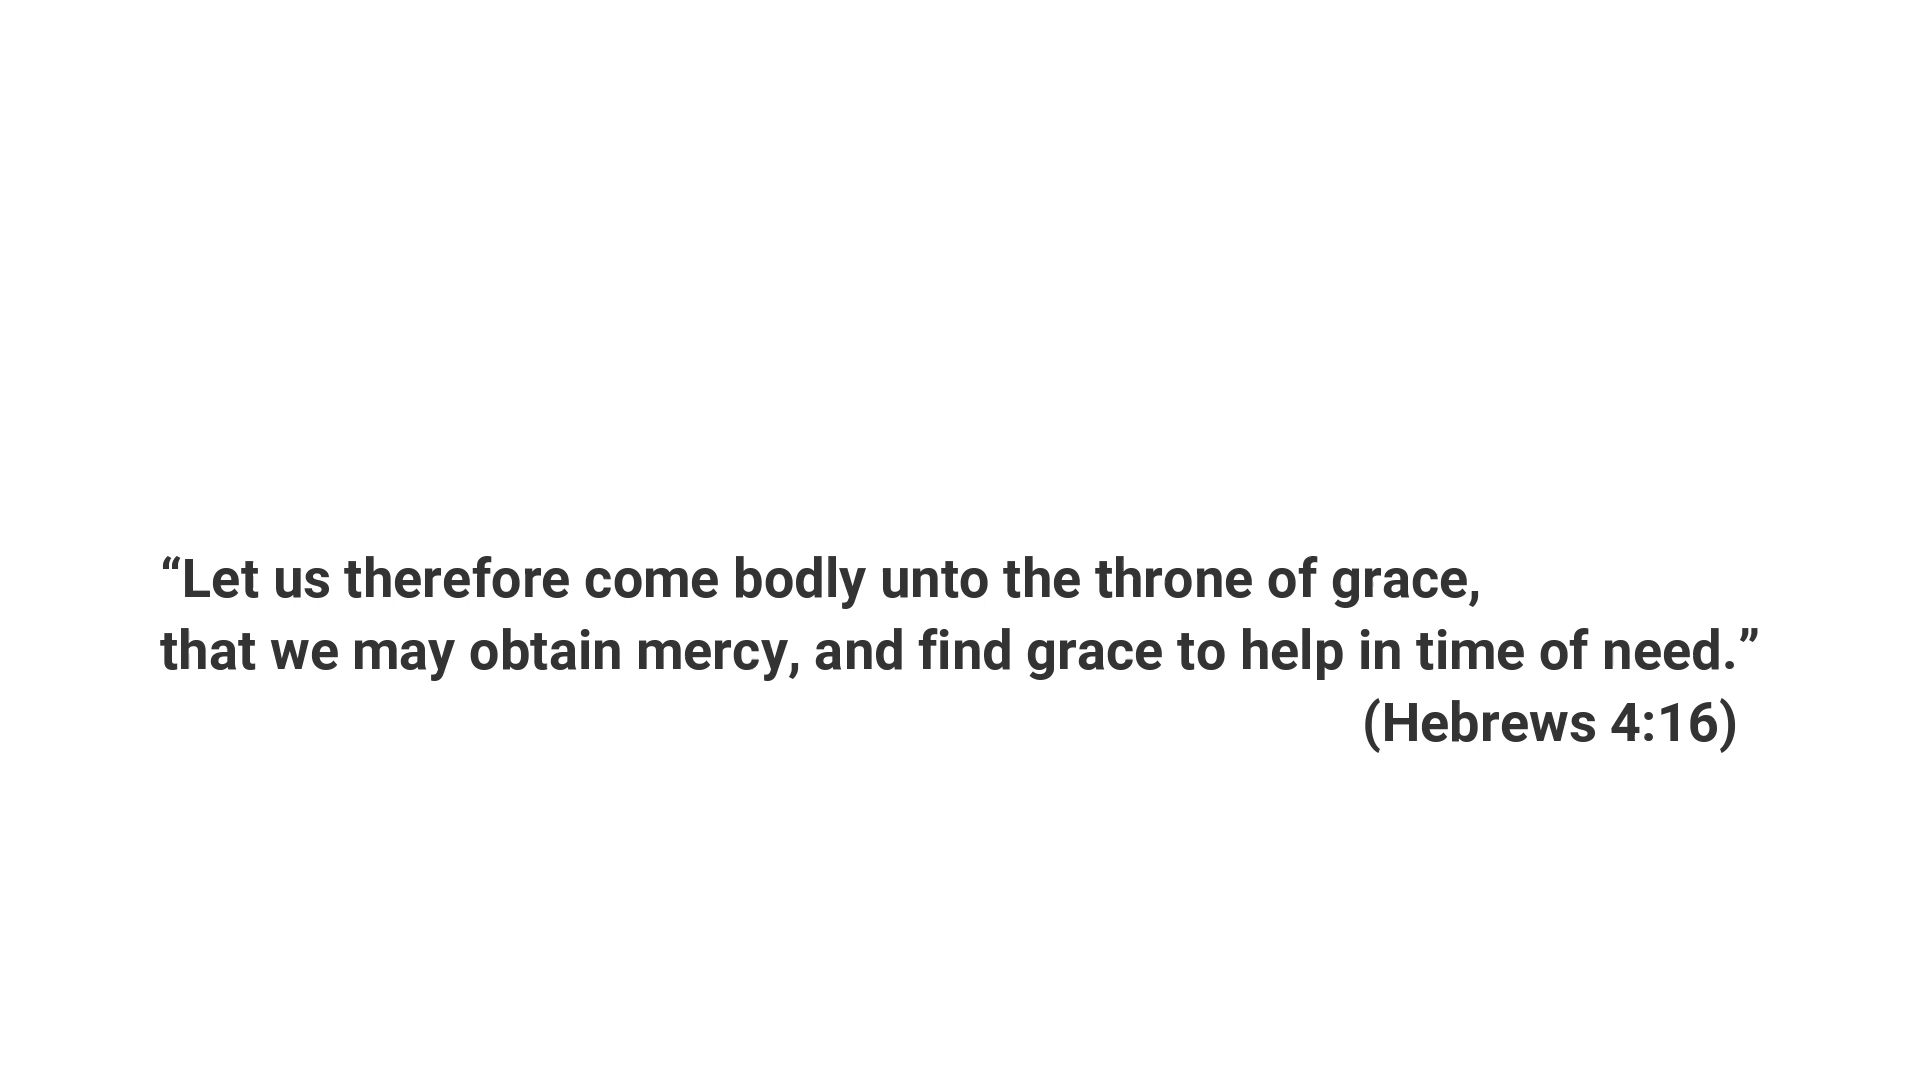 “Let us therefore come bodly unto the throne of grace,
that we may obtain mercy, and find grace to help in time of need.”
(Hebrews 4:16)